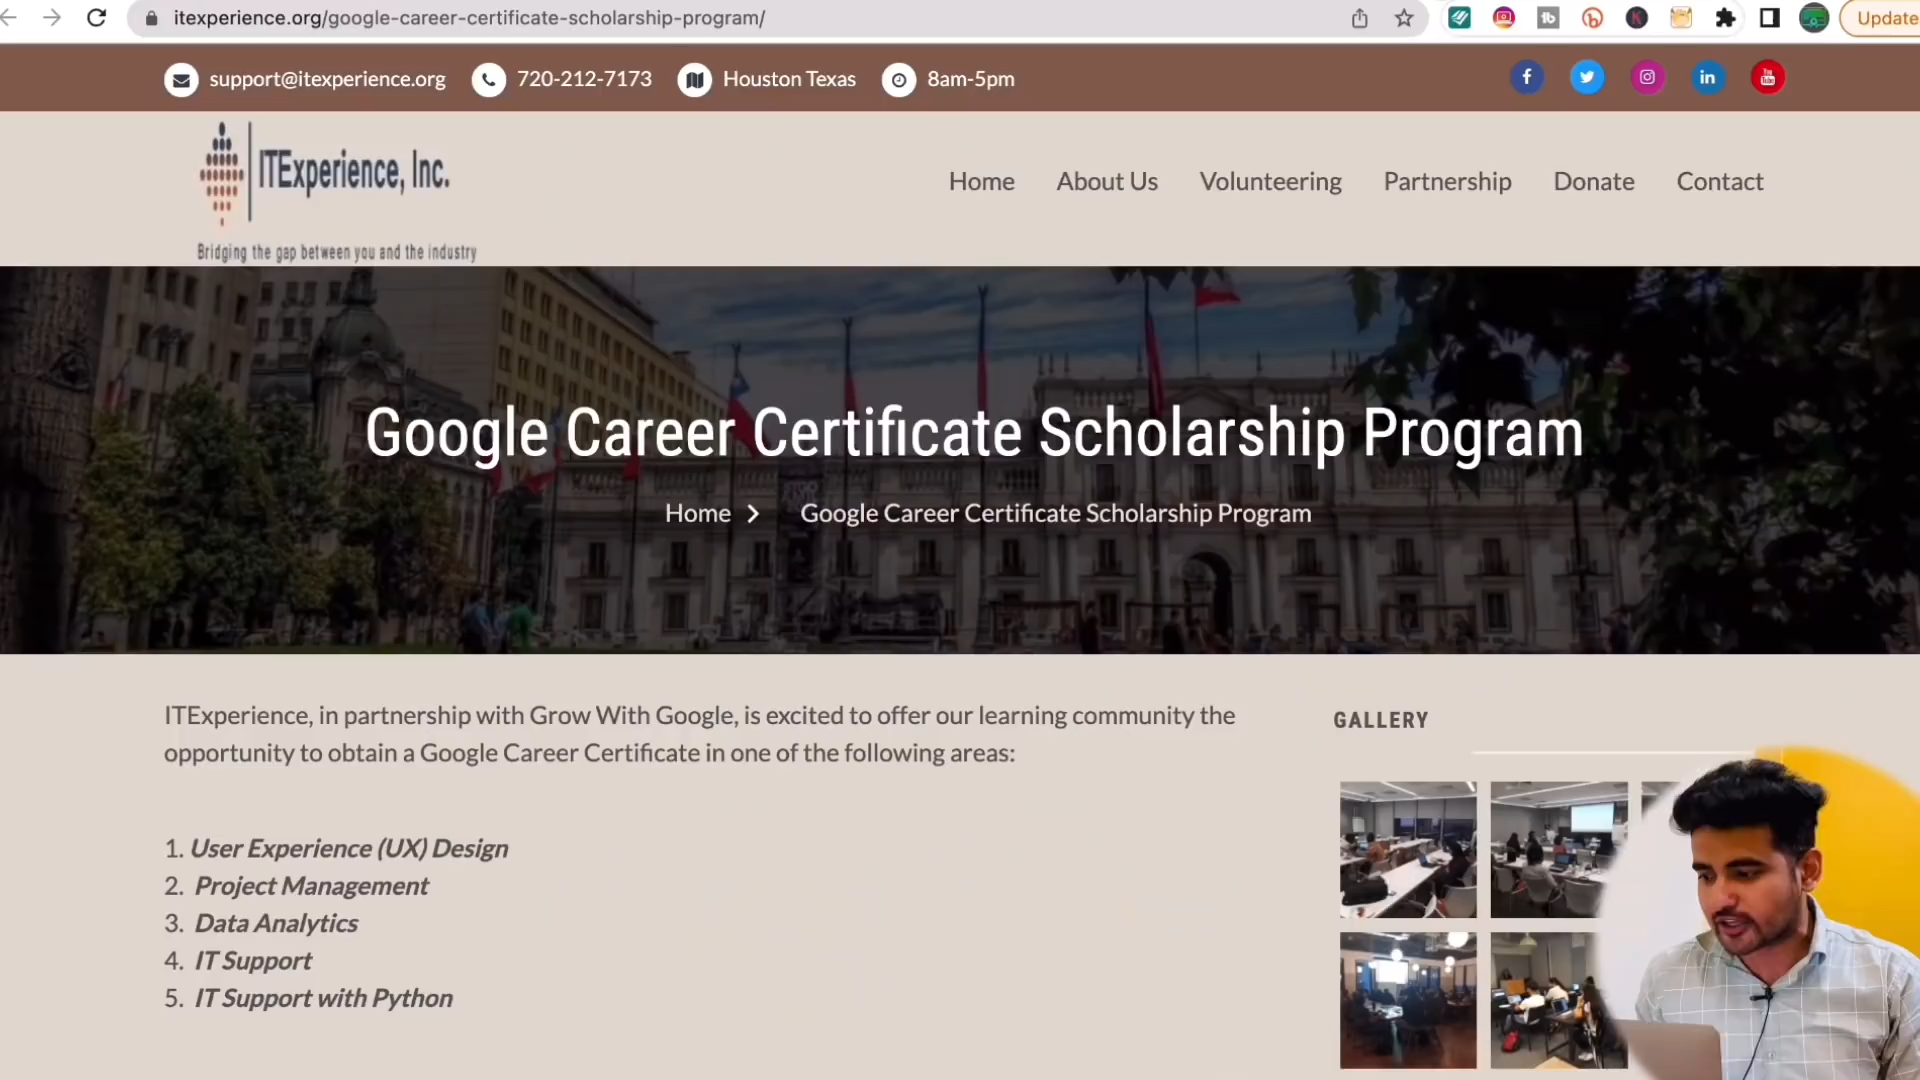 itexperience.org/google-career-certificate-scholarship-program/
Update
support@itexperience.org 720-212-7173 Houston Texas 8am-5pm
ITExperience, Inc.
Bridging the gap between you and the industry
Home About Us Volunteering Partnership Donate Contact
Google Career Certificate Scholarship Program
Home Google Career Certificate Scholarship Program
ITExperience, in partnership with Grow With Google, is excited to offer our learning community the
opportunity to obtain a Google Career Certificate in one of the following areas:
GALLERY
1. User Experience (UX) Design
2. Project Management
3. Data Analytics
4. IT Support
5. IT Support with Python